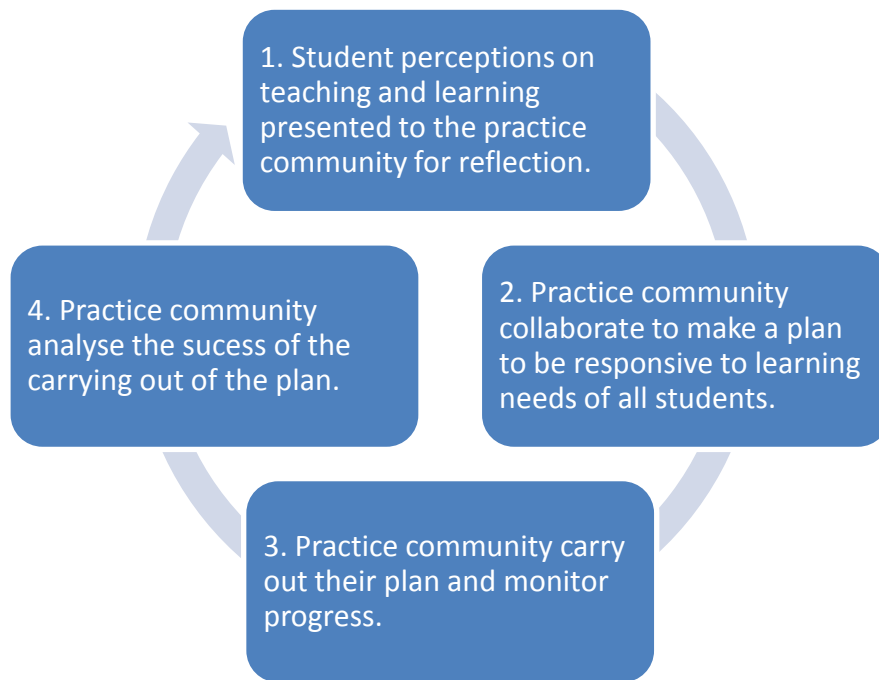 1. Student perceptions on
teaching and learning
presented to the practice
community for reflection.
2. Practice community
collaborate to make a plan
to be responsive to learning
needs of all students.
3. Practice community carry
out their plan and monitor
progress.
4. Practice community
analyse the sucess of the
carrying out of the plan.